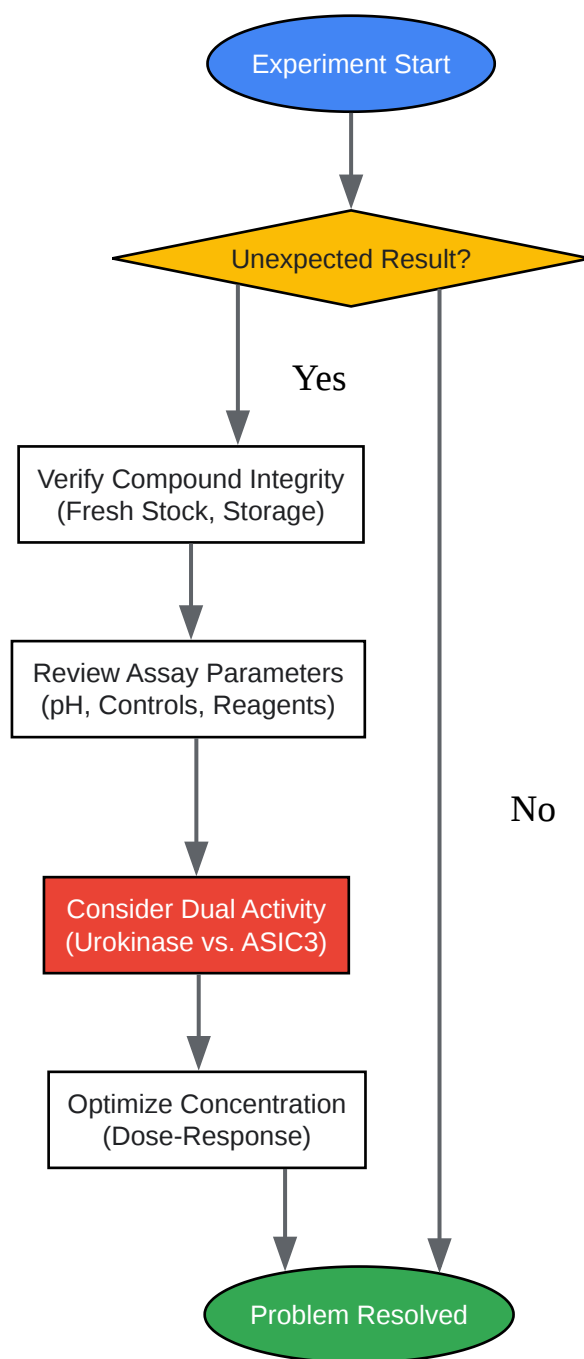 Experiment Start
Unexpected Result?
Yes
Verify Compound Integrity
(Fresh Stock, Storage)
Review Assay Parameters
(pH, Controls, Reagents)
No
Consider Dual Activity
(Urokinase vs. ASIC3)
Optimize Concentration
(Dose-Response)
Problem Resolved